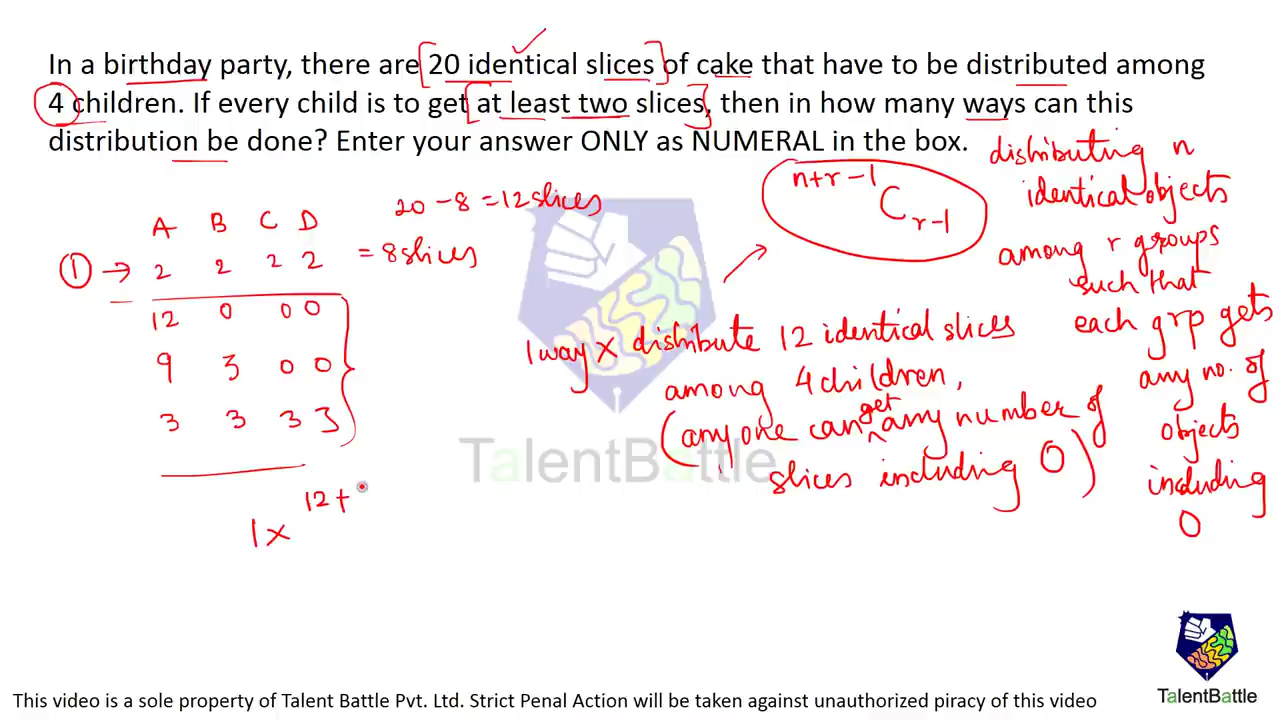 In a birthday party, there are [20 identical slices] of cake that have to be distributed among
4 children. If every child is to get [at least two slices], then in how many ways can this
distribution be done? Enter your answer ONLY as NUMERAL in the box.
distributing n
identical objects
among r groups
such that
each grp gets
any no. of
objects
including
0
n+r-1 C r-1
20 - 8 = 12 slices
A B C D
① → 2 2 2 2 = 8 slices
12 0 0 0
9 3 0 0
3 3 3 3
1 way × distribute 12 identical slices
among 4 children,
(any one can get any number of
slices including 0)
1 × 12+
TalentBattle
TalentBattle
This video is a sole property of Talent Battle Pvt. Ltd. Strict Penal Action will be taken against unauthorized piracy of this video